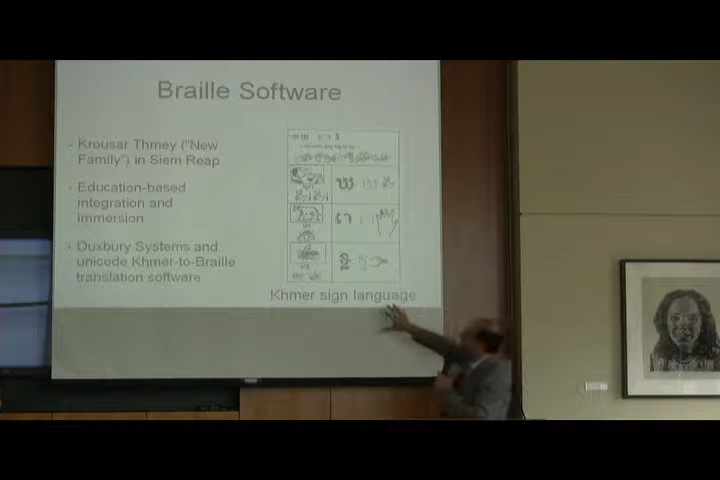 Braille Software
Krousar Thmey ("New
Family") in Siem Reap
Education-based
integration and
immersion
Duxbury Systems and
unicode Khmer-to-Braille
translation software
Khmer sign language